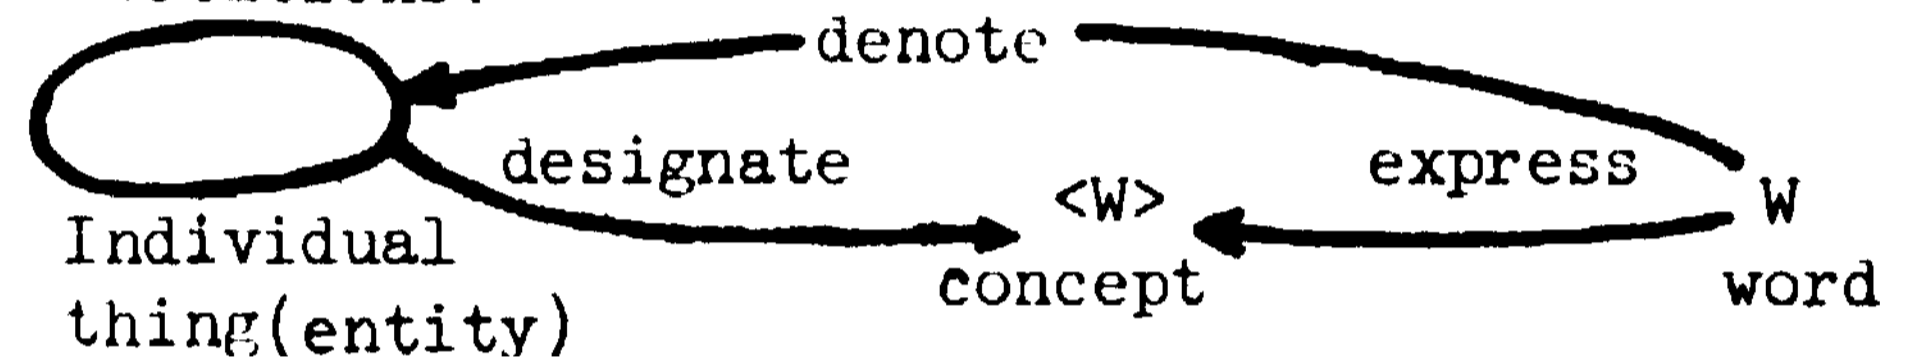 denote
designate
express
<W>
W
Individual
concept
word
thing(entity)